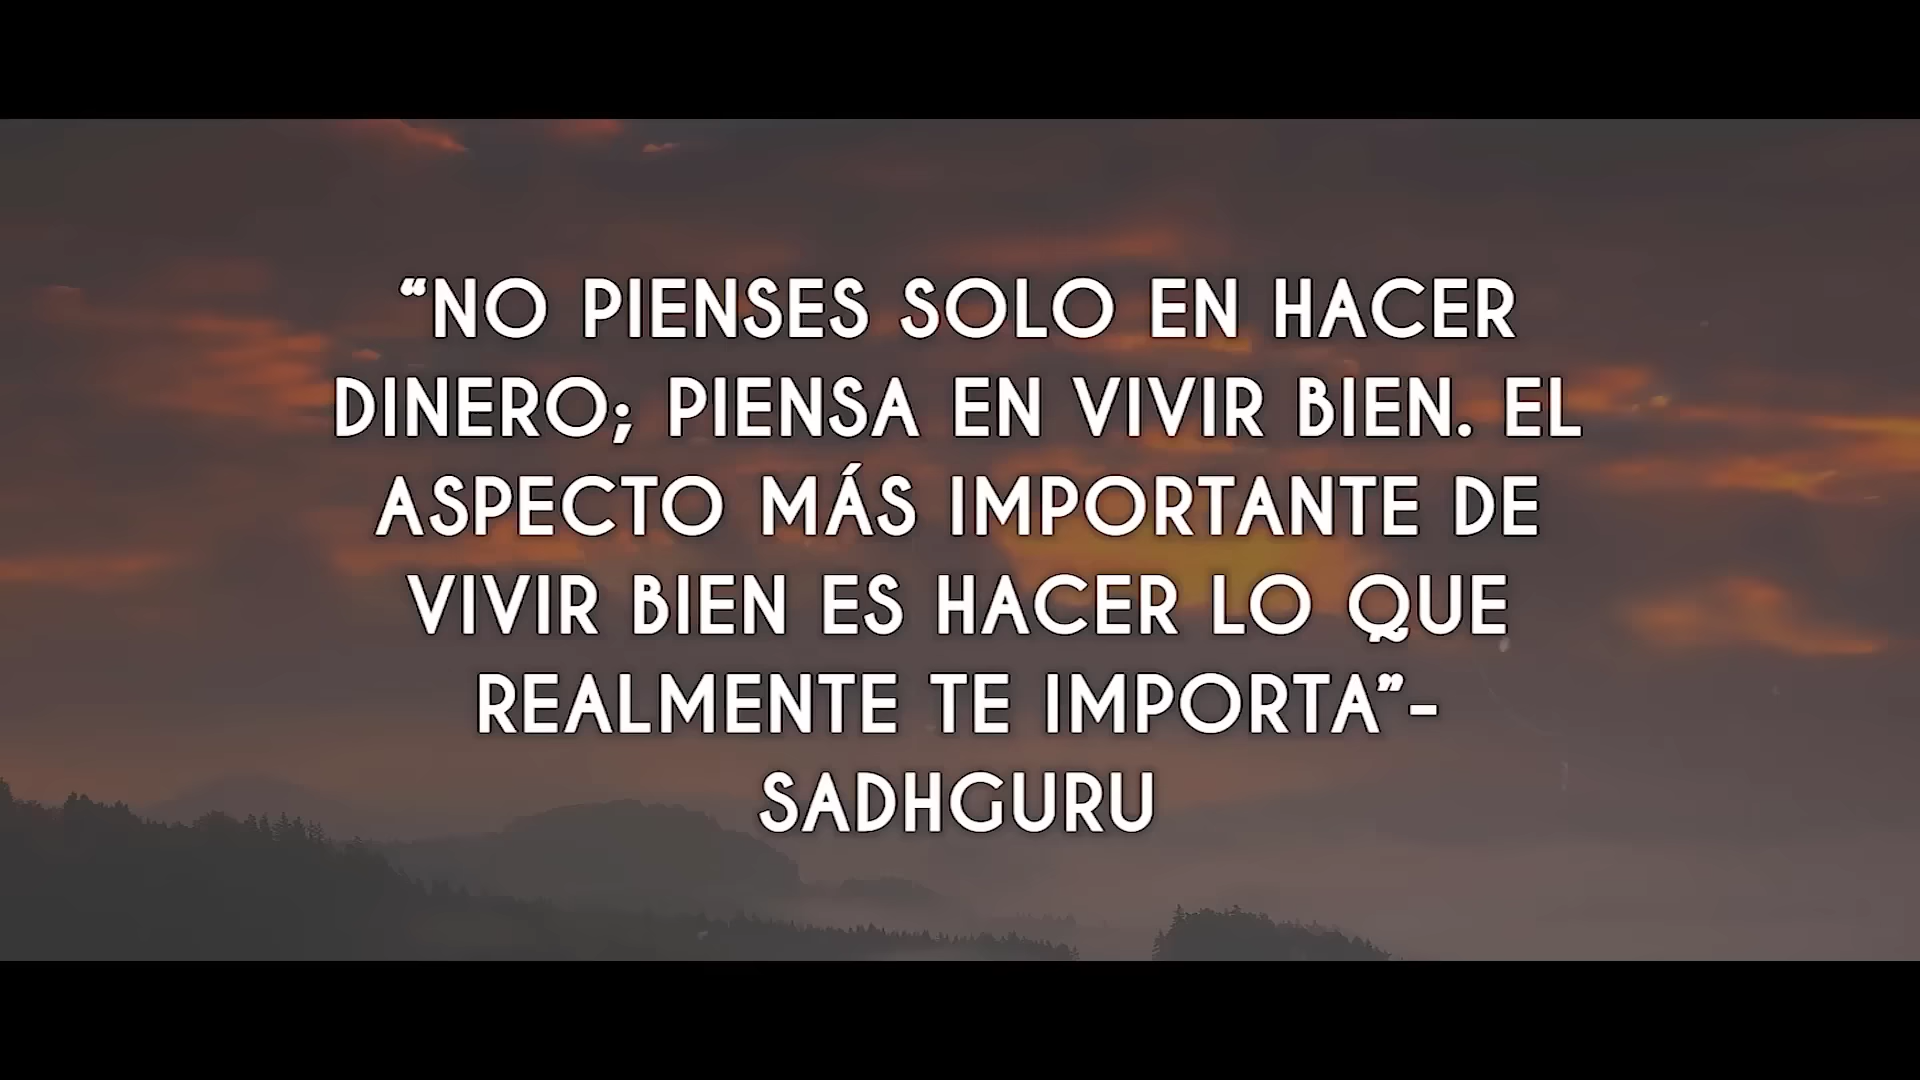 “NO PIENSES SOLO EN HACER
DINERO; PIENSA EN VIVIR BIEN. EL
ASPECTO MÁS IMPORTANTE DE
VIVIR BIEN ES HACER LO QUE
REALMENTE TE IMPORTA”-
SADHGURU